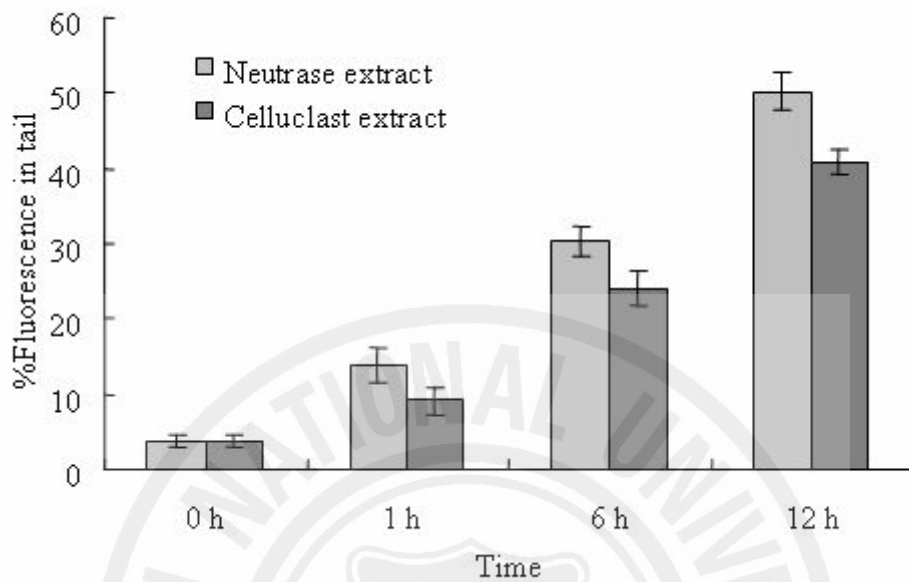 60
50
40
30
20
10
0
%Fluorescence in tail
Neutrase extract
Celluclast extract
0 h
1 h
6 h
12 h
Time
NATIONAL